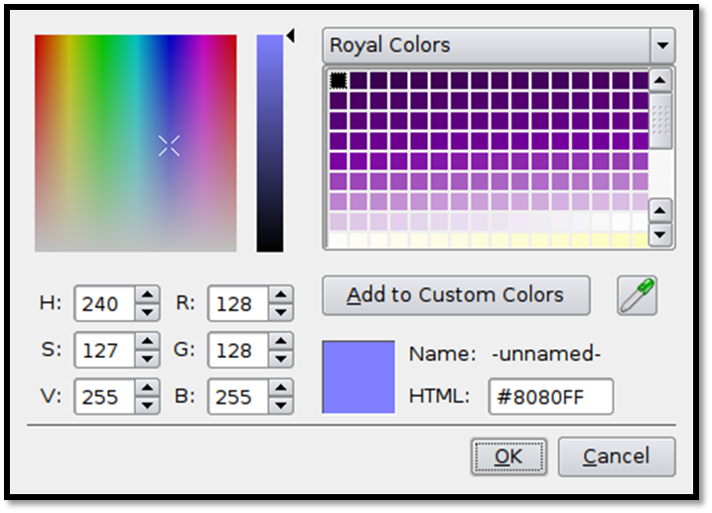 Royal Colors
H: 240 R: 128
S: 127 G: 128
V: 255 B: 255
Add to Custom Colors
Name: -unnamed-
HTML: #8080FF
OK Cancel